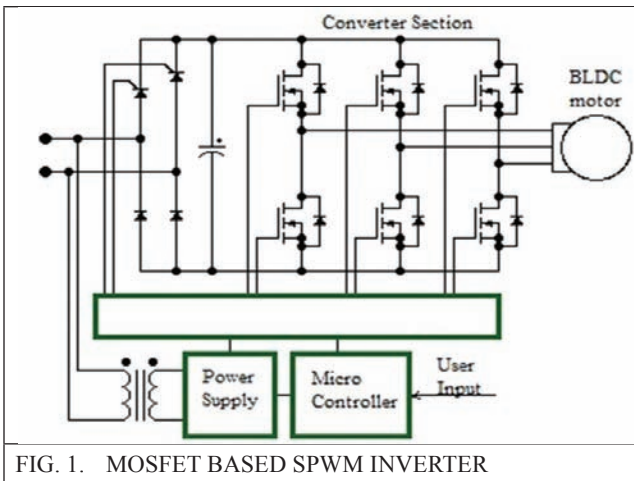 Converter Section
BLDC
motor
Power
Supply
Micro
Controller
User
Input
FIG. 1. MOSFET BASED SPWM INVERTER